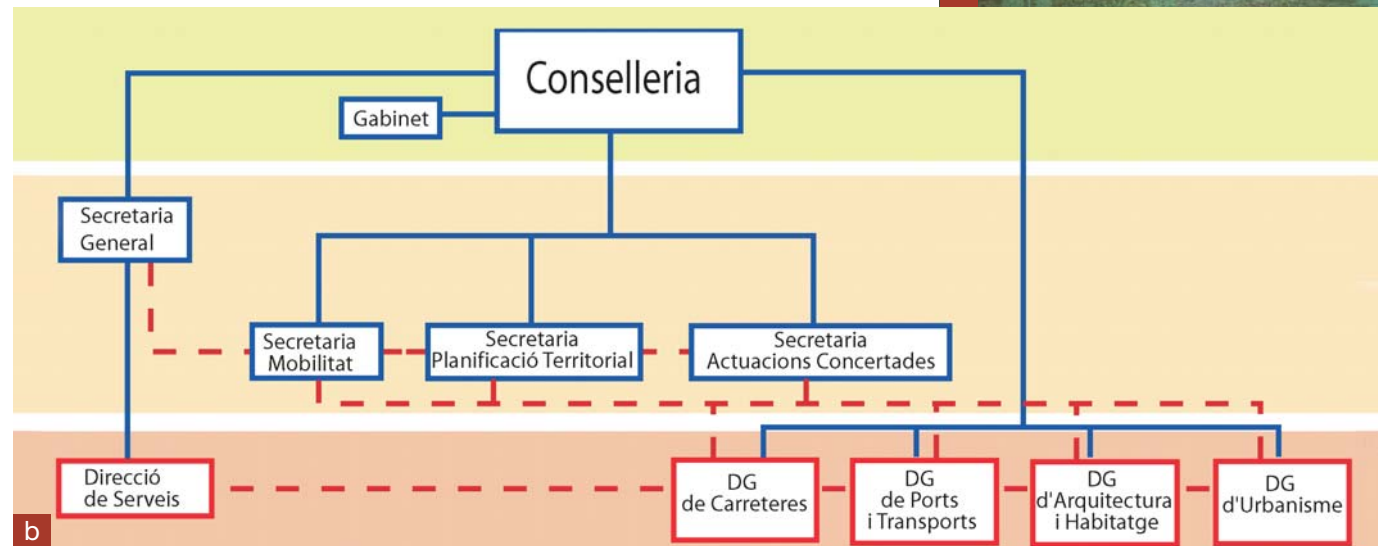 Conselleria
Gabinet
Secretaria
General
Secretaria
Mobilitat
Secretaria
Planificació Territorial
Secretaria
Actuacions Concertades
Direcció
de Serveis
DG
de Carreteres
DG
de Ports
i Transports
DG
d'Arquitectura
i Habitatge
DG
d'Urbanisme
b